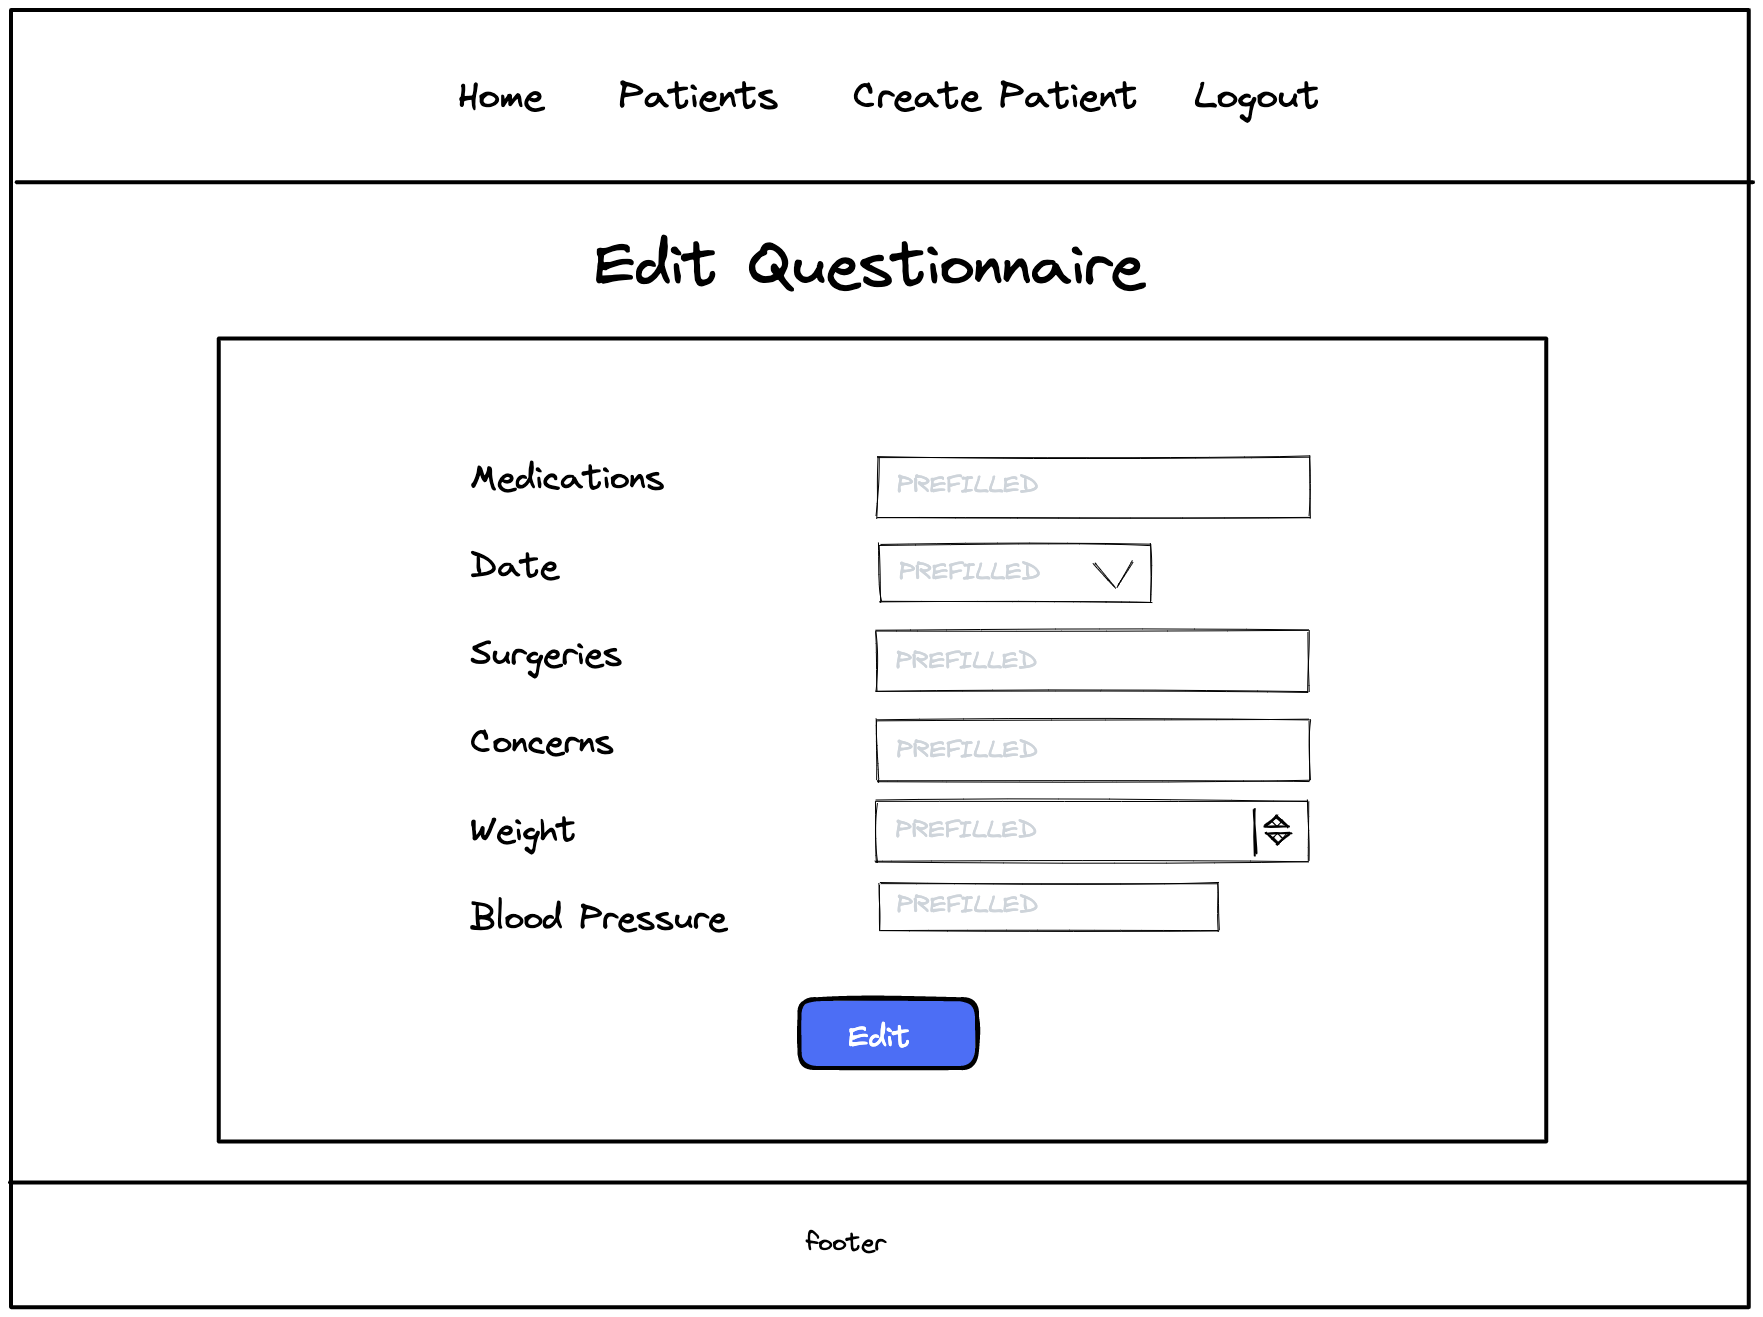 Home Patients Create Patient Logout
Edit Questionnaire
Medications PREFILLED
Date PREFILLED
Surgeries PREFILLED
Concerns PREFILLED
Weight PREFILLED
Blood Pressure PREFILLED
Edit
footer